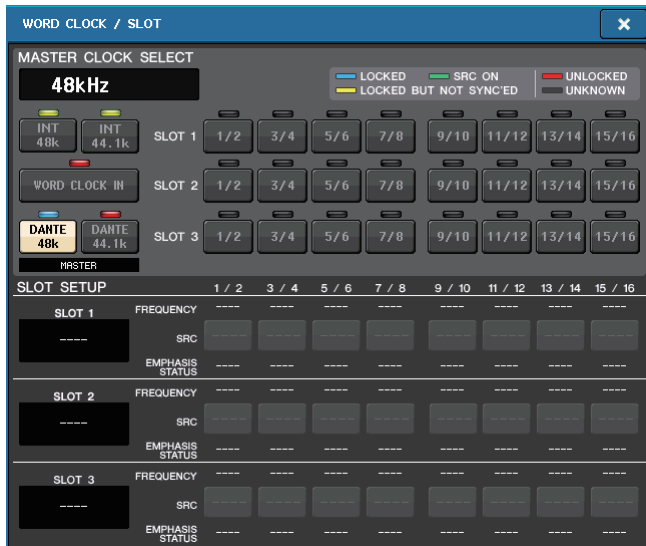 WORD CLOCK / SLOT
MASTER CLOCK SELECT
48kHz
LOCKED SRC ON UNLOCKED
LOCKED BUT NOT SYNC'ED UNKNOWN
INT 48k INT 44.1k SLOT 1 1/2 3/4 5/6 7/8 9/10 11/12 13/14 15/16
WORD CLOCK IN SLOT 2 1/2 3/4 5/6 7/8 9/10 11/12 13/14 15/16
DANTE 48k DANTE 44.1k SLOT 3 1/2 3/4 5/6 7/8 9/10 11/12 13/14 15/16
MASTER
SLOT SETUP 1 / 2 3 / 4 5 / 6 7 / 8 9 / 10 11 / 12 13 / 14 15 / 16
SLOT 1 FREQUENCY ---- ---- ---- ---- ---- ---- ---- ----
---- SRC ---- ---- ---- ---- ---- ---- ---- ----
EMPHASIS STATUS ---- ---- ---- ---- ---- ---- ---- ----
SLOT 2 FREQUENCY ---- ---- ---- ---- ---- ---- ---- ----
---- SRC ---- ---- ---- ---- ---- ---- ---- ----
EMPHASIS STATUS ---- ---- ---- ---- ---- ---- ---- ----
SLOT 3 FREQUENCY ---- ---- ---- ---- ---- ---- ---- ----
---- SRC ---- ---- ---- ---- ---- ---- ---- ----
EMPHASIS STATUS ---- ---- ---- ---- ---- ---- ---- ----